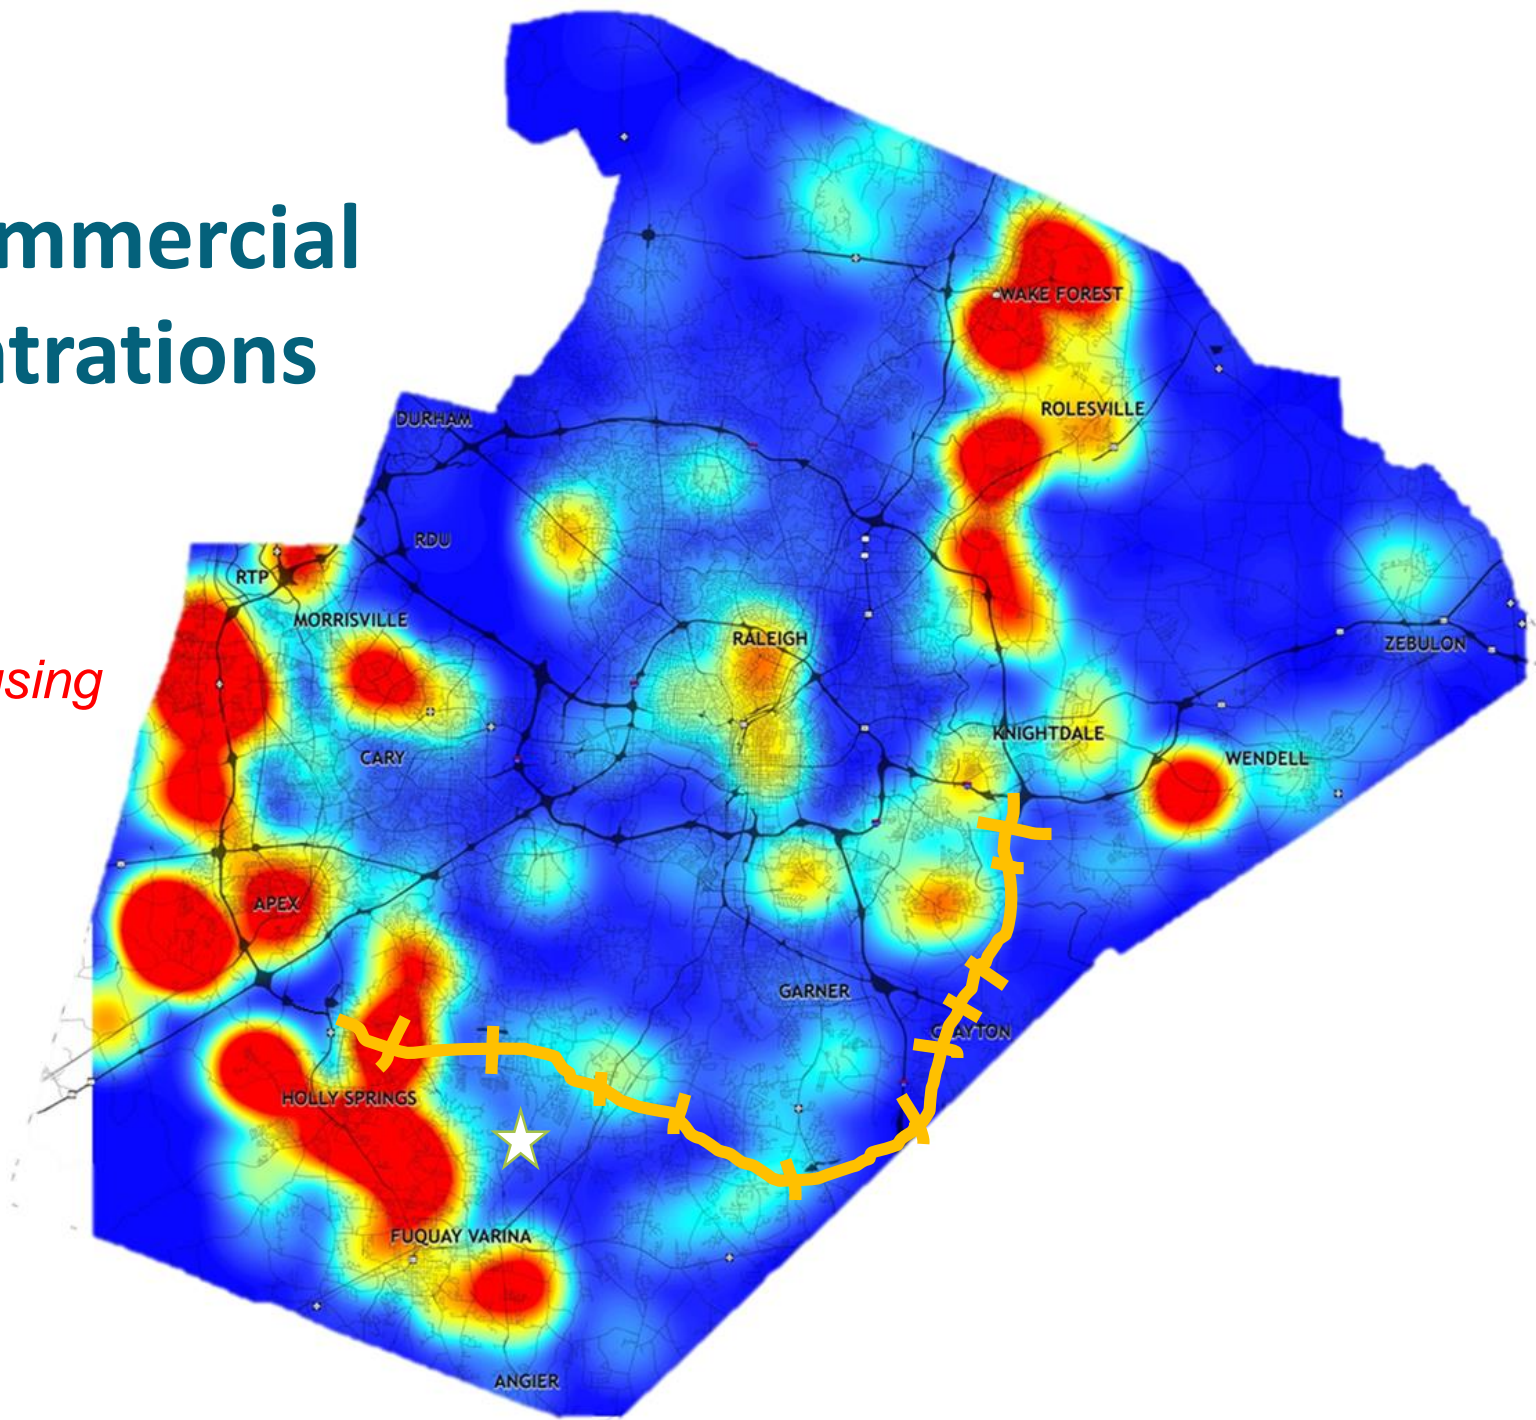 mmercial
WAKE FOREST
ntrations
ROLESVILLE
DURHAM
RDU
RTP
MORRISVILLE
RALEIGH
ZEBULON
using
KNIGHTDALE
CARY
WENDELL
APEX
GARNER
CLAYTON
HOLLY SPRINGS
FUQUAY VARINA
ANGIER